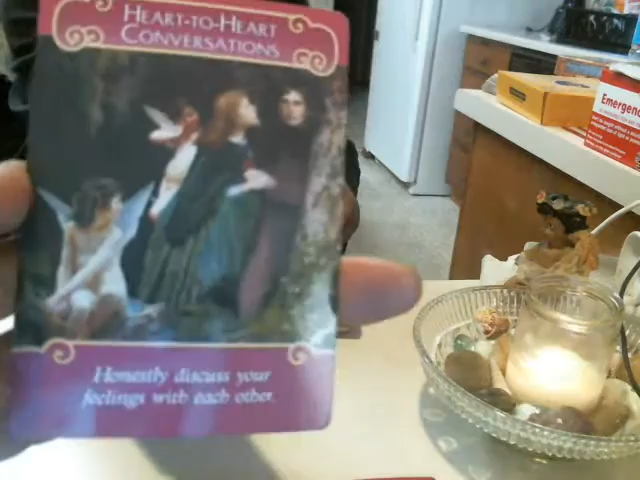 Heart-to-Heart
Conversations
Honestly discuss your
feelings with each other.
Emergenc